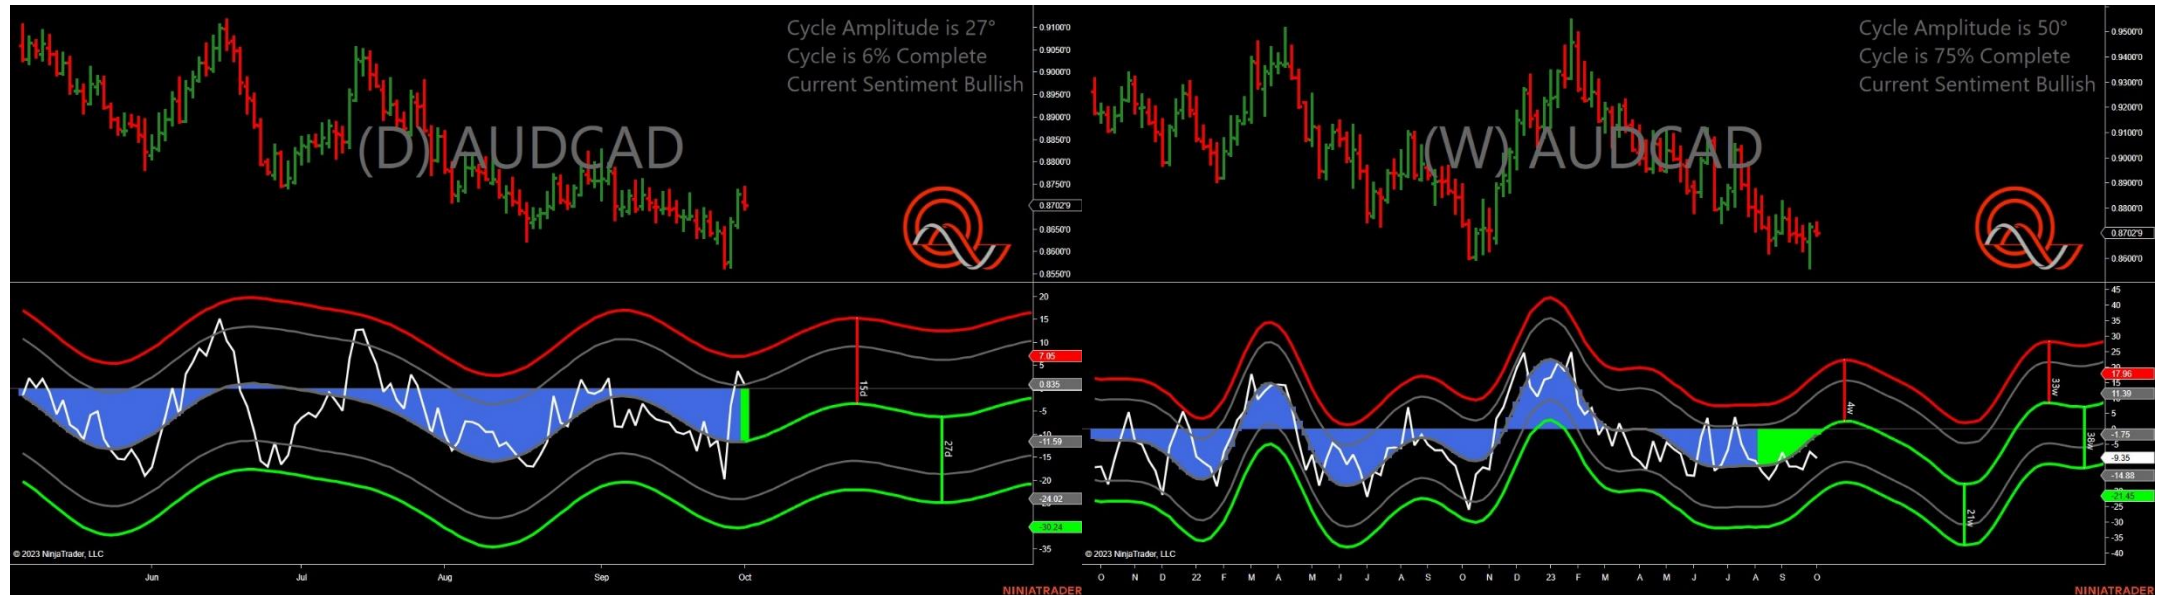 Cycle Amplitude is 27°
Cycle is 6% Complete
Current Sentiment Bullish
(D) AUDCAD
0.9100'0
0.9050'0
0.9000'0
0.8950'0
0.8900'0
0.8850'0
0.8800'0
0.8750'0
0.8702'9
0.8650'0
0.8600'0
0.8550'0
20
15
10
7.05
5
0.835
-5
-10
-11.59
-15
-20
-24.02
-30.24
-35
15d
27d
© 2023 NinjaTrader, LLC
Jun
Jul
Aug
Sep
Oct
NINJATRADER
Cycle Amplitude is 50°
Cycle is 75% Complete
Current Sentiment Bullish
(W) AUDCAD
0.9500'0
0.9400'0
0.9300'0
0.9200'0
0.9100'0
0.9000'0
0.8900'0
0.8800'0
0.8702'9
0.8600'0
45
40
35
30
25
20
17.96
15
11.39
5
0
-1.75
-5
-9.35
-14.88
-21.45
-25
-30
-35
-40
4w
21w
33w
38w
© 2023 NinjaTrader, LLC
O N D 22 F M A M J J A S O N D 23 F M A M J J A S O
NINJATRADER